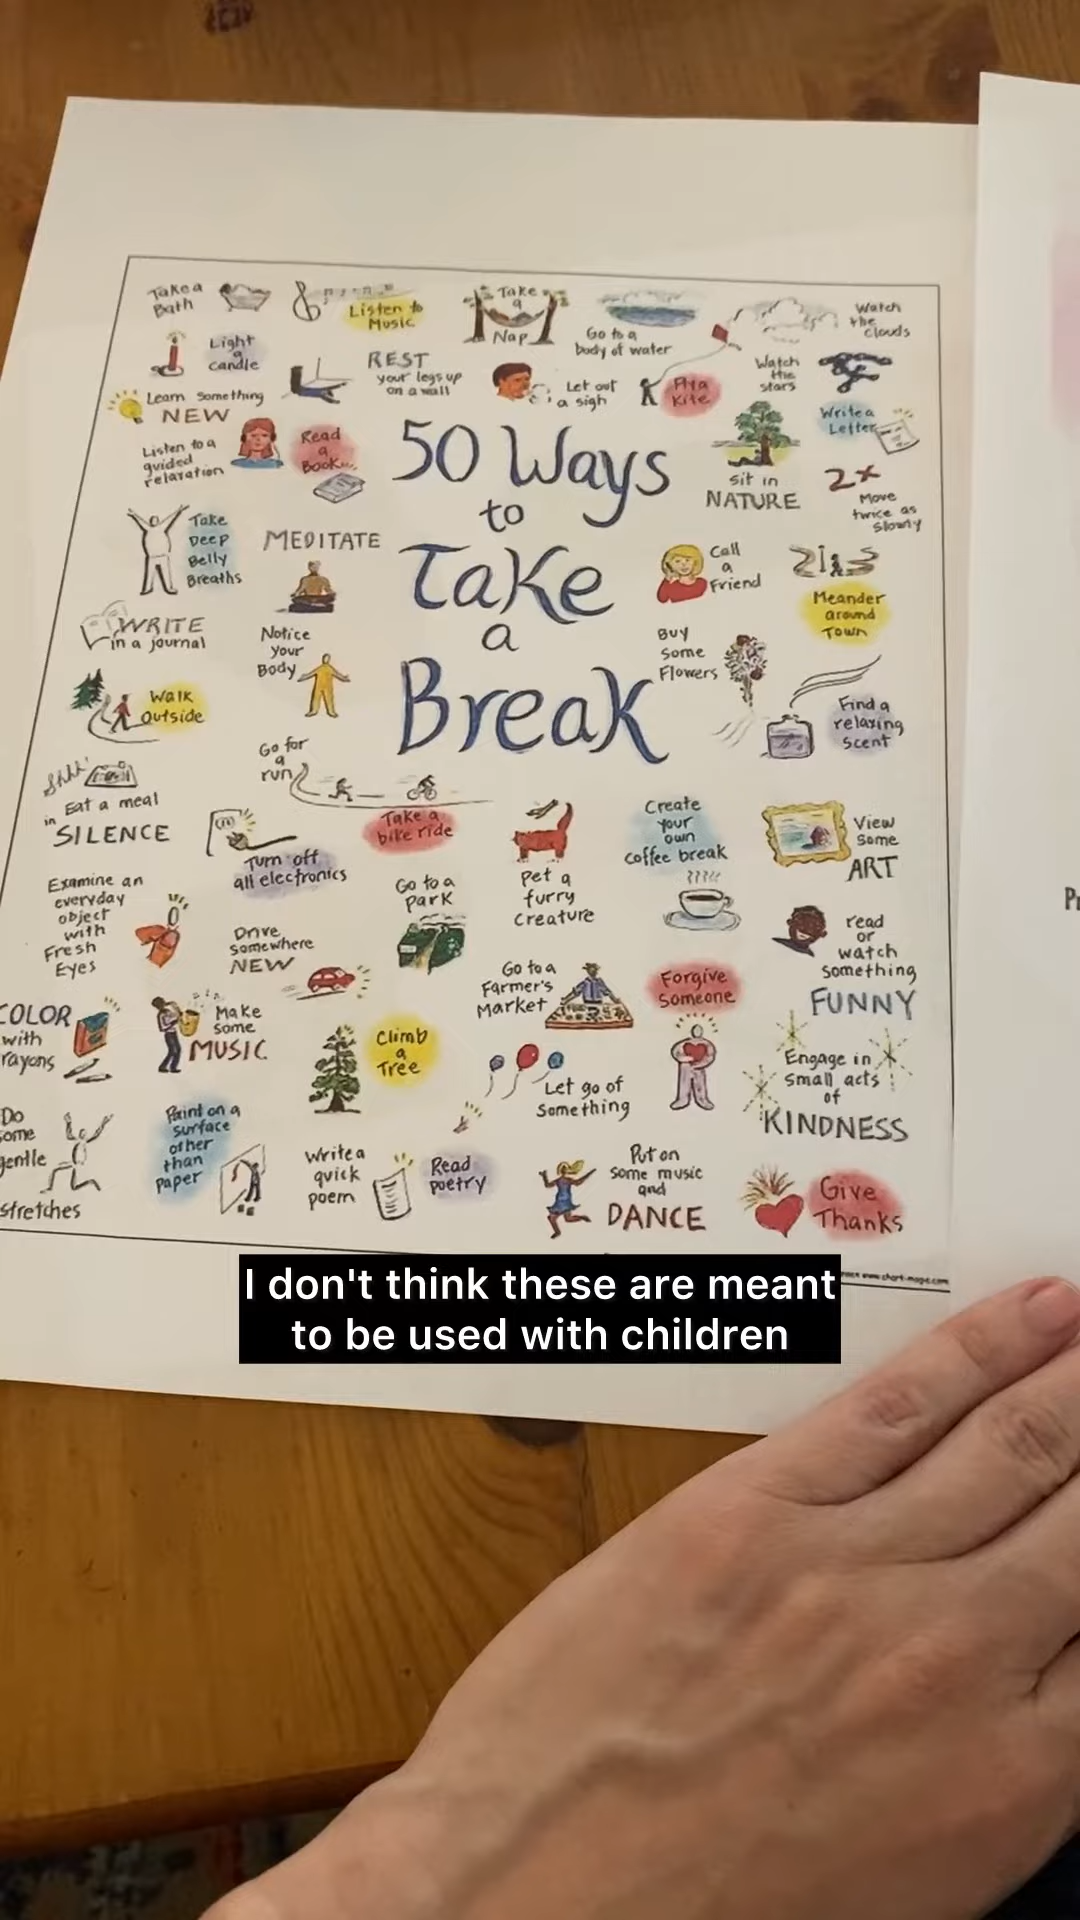 Take a
Bath
Listen to
Music
Take
a
Nap
Go to a
body of water
Watch
the
clouds
Light
a
candle
REST
your legs up
on a wall
Let out
a sigh
Fly a
Kite
Watch
the
stars
Learn something
NEW
Write a
Letter
Listen to a
guided
relaxation
Read
a
Book...
50 Ways
to
Take
a
Break
sit in
NATURE
2x
Move
twice as
slowly
Take
Deep
Belly
Breaths
MEDITATE
Call
a
Friend
Meander
around
Town
WRITE
in a journal
Notice
your
Body
Buy
Some
Flowers
Walk
outside
Find a
relaxing
scent
Go for
a
run
Shhh!
Eat a meal
in
SILENCE
Turn off
all electronics
Take a
bike ride
Pet a
furry
creature
Create
your
own
coffee break
View
some
ART
Examine an
everyday
object
with
Fresh
Eyes
Drive
somewhere
NEW
Go to a
park
Go to a
Farmer's
Market
Forgive
Someone
read
or
watch
something
FUNNY
COLOR
with
rayons
Make
some
MUSIC
Climb
a
Tree
Let go of
Something
Engage in
small acts
of
KINDNESS
Do
ome
gentle
stretches
Paint on a
surface
other
than
paper
Write a
quick
poem
Read
poetry
Put on
some music
and
DANCE
Give
Thanks
www.chart-magic.com
I don't think these are meant
to be used with children